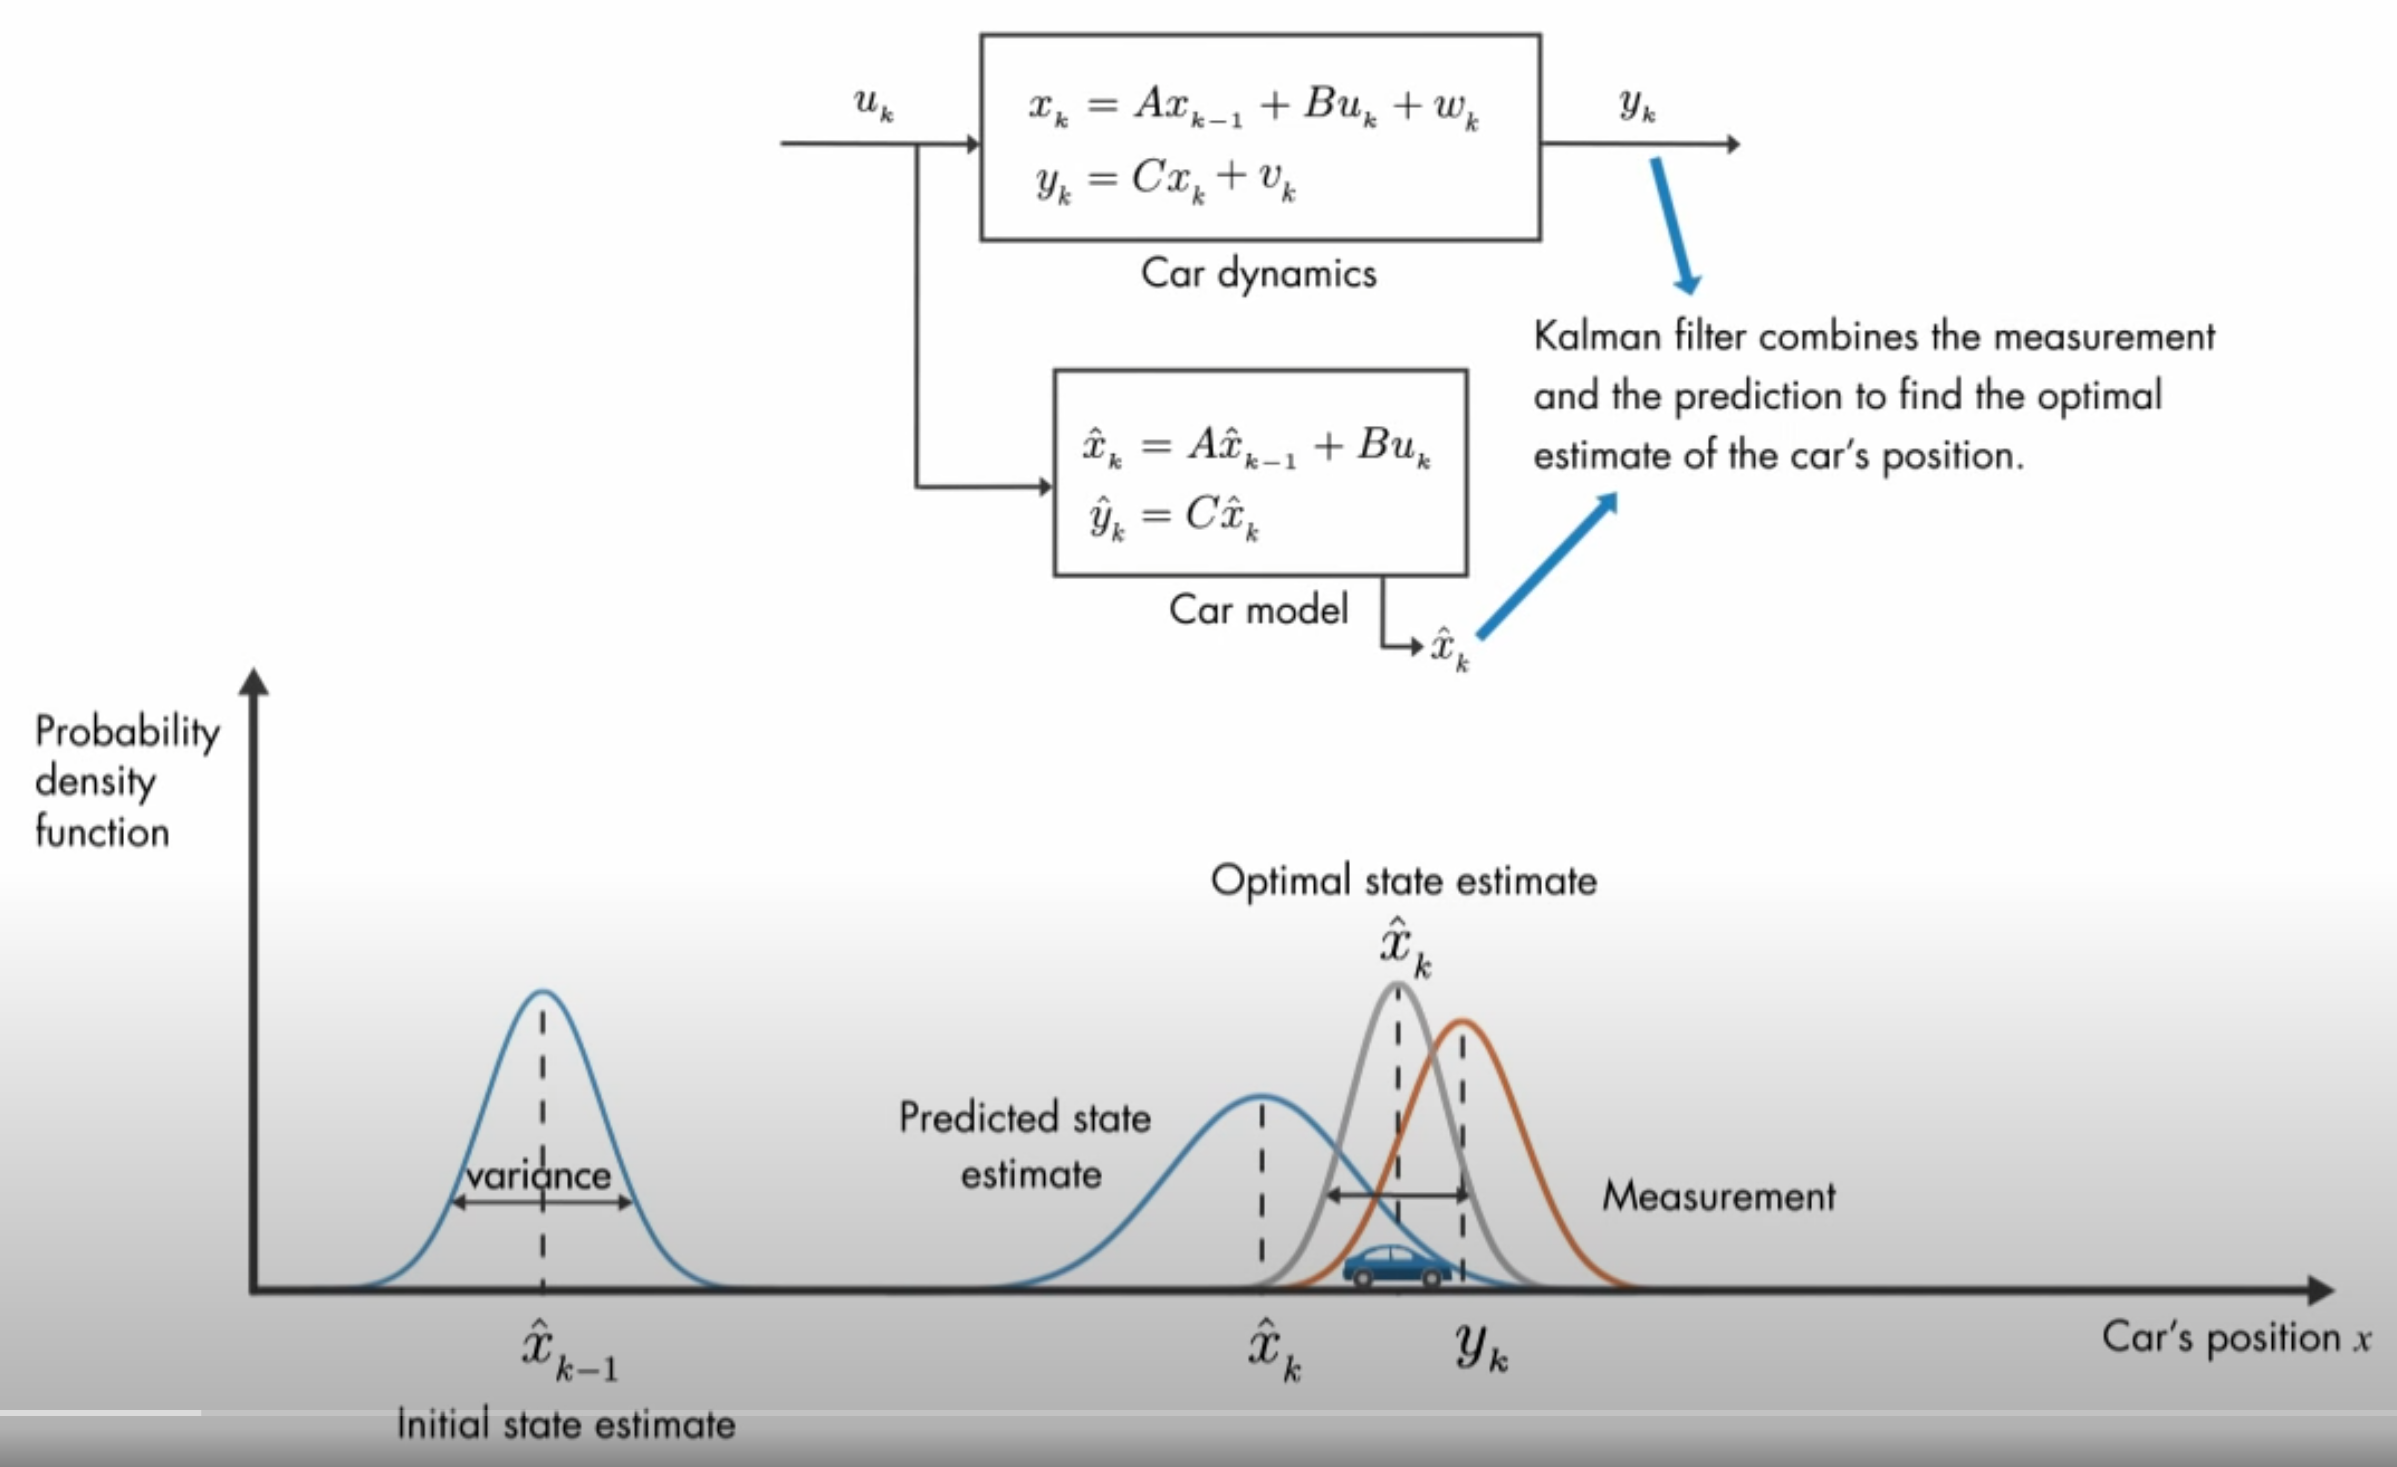 u_k
x_k = Ax_{k-1} + Bu_k + w_k
y_k = Cx_k + v_k
y_k
Car dynamics
Kalman filter combines the measurement
and the prediction to find the optimal
estimate of the car's position.
x̂_k = Ax̂_{k-1} + Bu_k
ŷ_k = Cx̂_k
Car model
x̂_k
Probability
density
function
Optimal state estimate
x̂_k
Predicted state
estimate
variance
Measurement
x̂_{k-1}
x̂_k
y_k
Car's position x
Initial state estimate